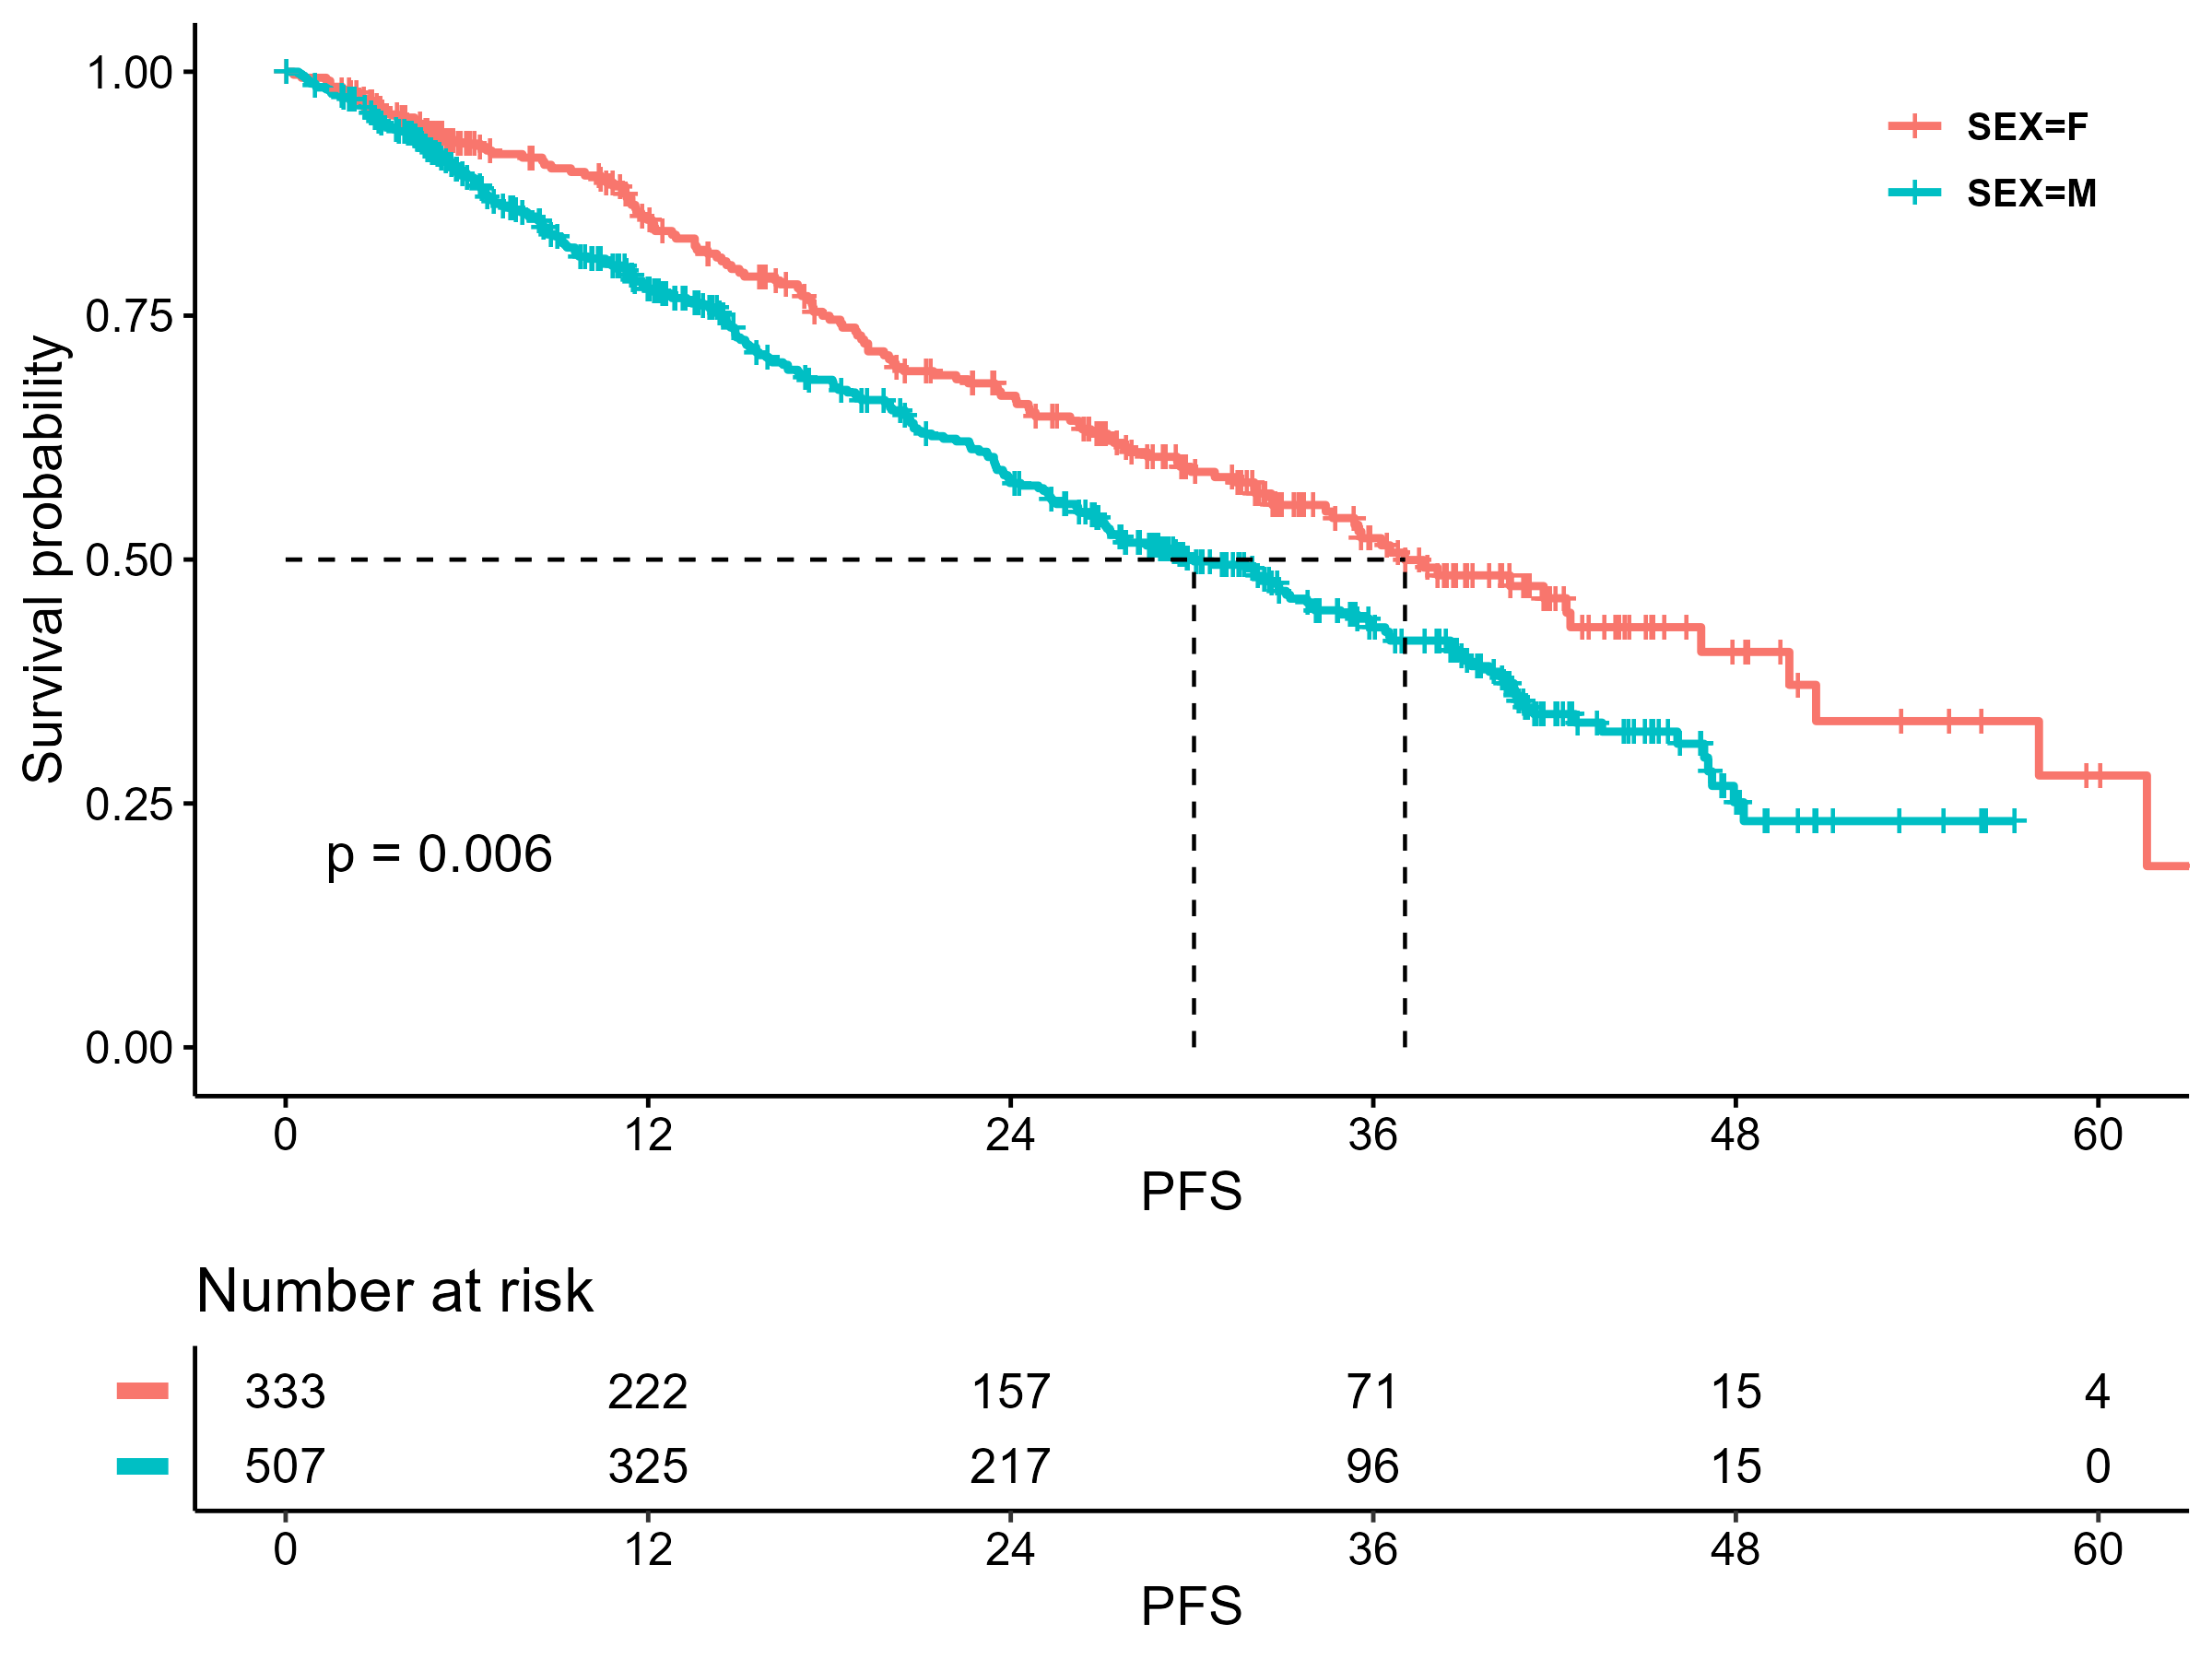 Survival probability
1.00
0.75
0.50
0.25
0.00
SEX=F
SEX=M
p = 0.006
0 12 24 36 48 60
PFS
Number at risk
333 222 157 71 15 4
507 325 217 96 15 0
0 12 24 36 48 60
PFS